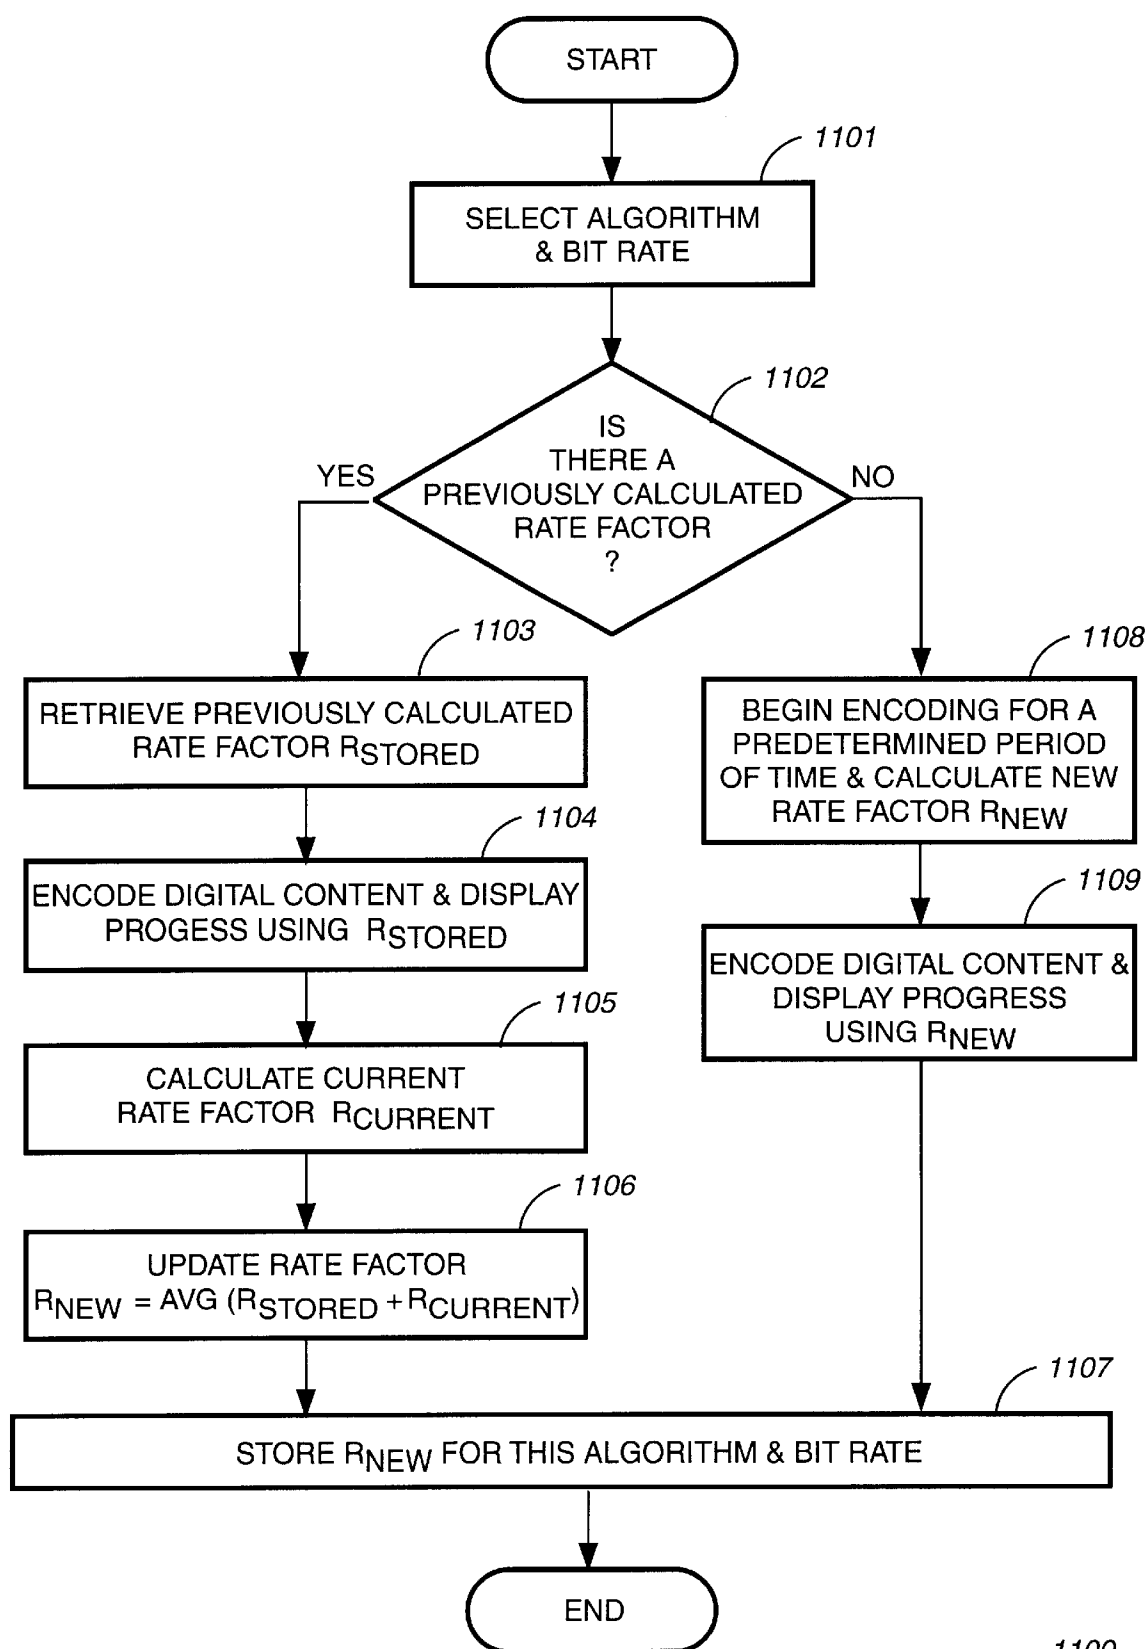 START
1101
SELECT ALGORITHM
& BIT RATE
1102
IS
THERE A
PREVIOUSLY CALCULATED
RATE FACTOR
?
YES
NO
1103
RETRIEVE PREVIOUSLY CALCULATED
RATE FACTOR RSTORED
1104
ENCODE DIGITAL CONTENT & DISPLAY
PROGESS USING RSTORED
1105
CALCULATE CURRENT
RATE FACTOR RCURRENT
1106
UPDATE RATE FACTOR
RNEW = AVG (RSTORED + RCURRENT)
1108
BEGIN ENCODING FOR A
PREDETERMINED PERIOD
OF TIME & CALCULATE NEW
RATE FACTOR RNEW
1109
ENCODE DIGITAL CONTENT &
DISPLAY PROGRESS
USING RNEW
1107
STORE RNEW FOR THIS ALGORITHM & BIT RATE
END
1100